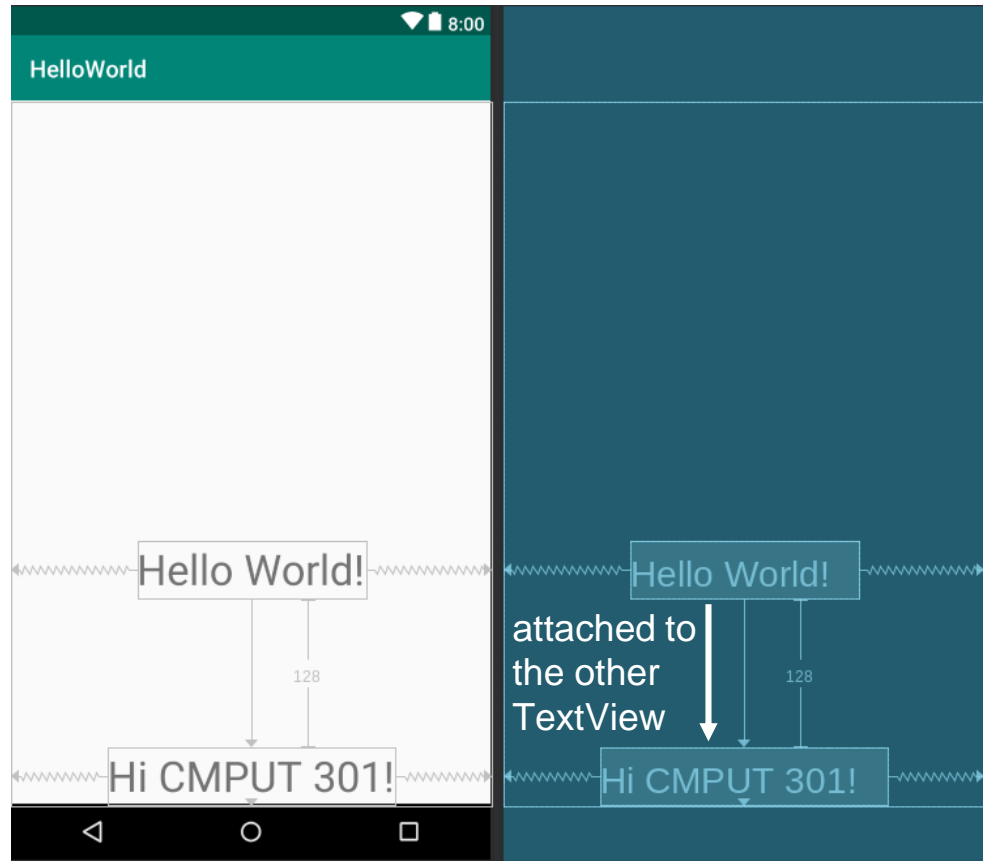 8:00
HelloWorld
Hello World!
128
Hi CMPUT 301!
Hello World!
attached to
the other
TextView
128
Hi CMPUT 301!